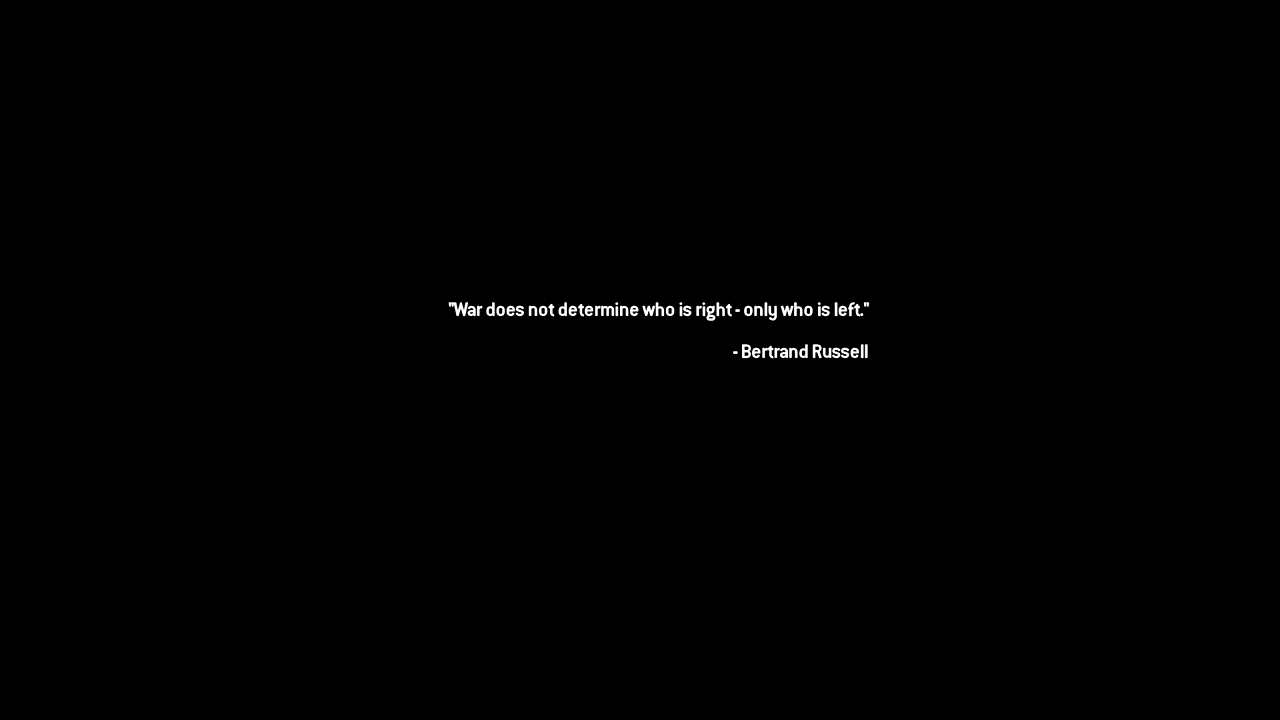 "War does not determine who is right - only who is left."
- Bertrand Russell